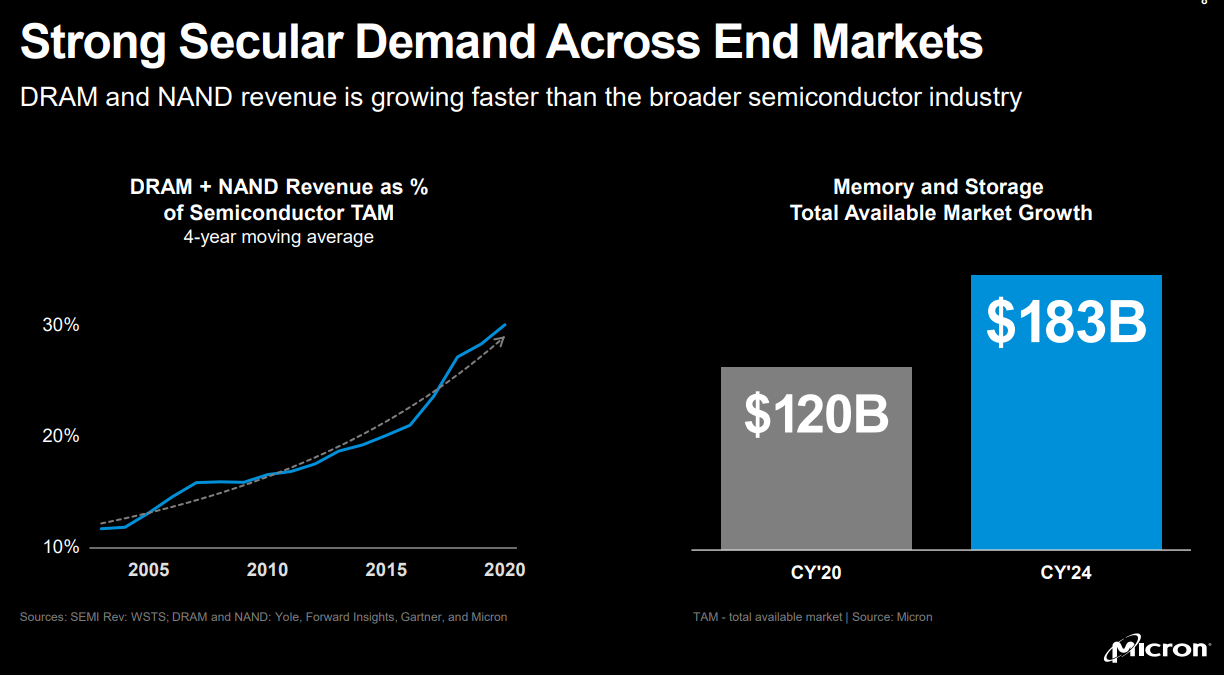 Strong Secular Demand Across End Markets
DRAM and NAND revenue is growing faster than the broader semiconductor industry
DRAM + NAND Revenue as %
of Semiconductor TAM
4-year moving average
30%
20%
10%
2005 2010 2015 2020
Sources: SEMI Rev: WSTS; DRAM and NAND: Yole, Forward Insights, Gartner, and Micron
Memory and Storage
Total Available Market Growth
$120B
$183B
CY'20 CY'24
TAM - total available market | Source: Micron
Micron